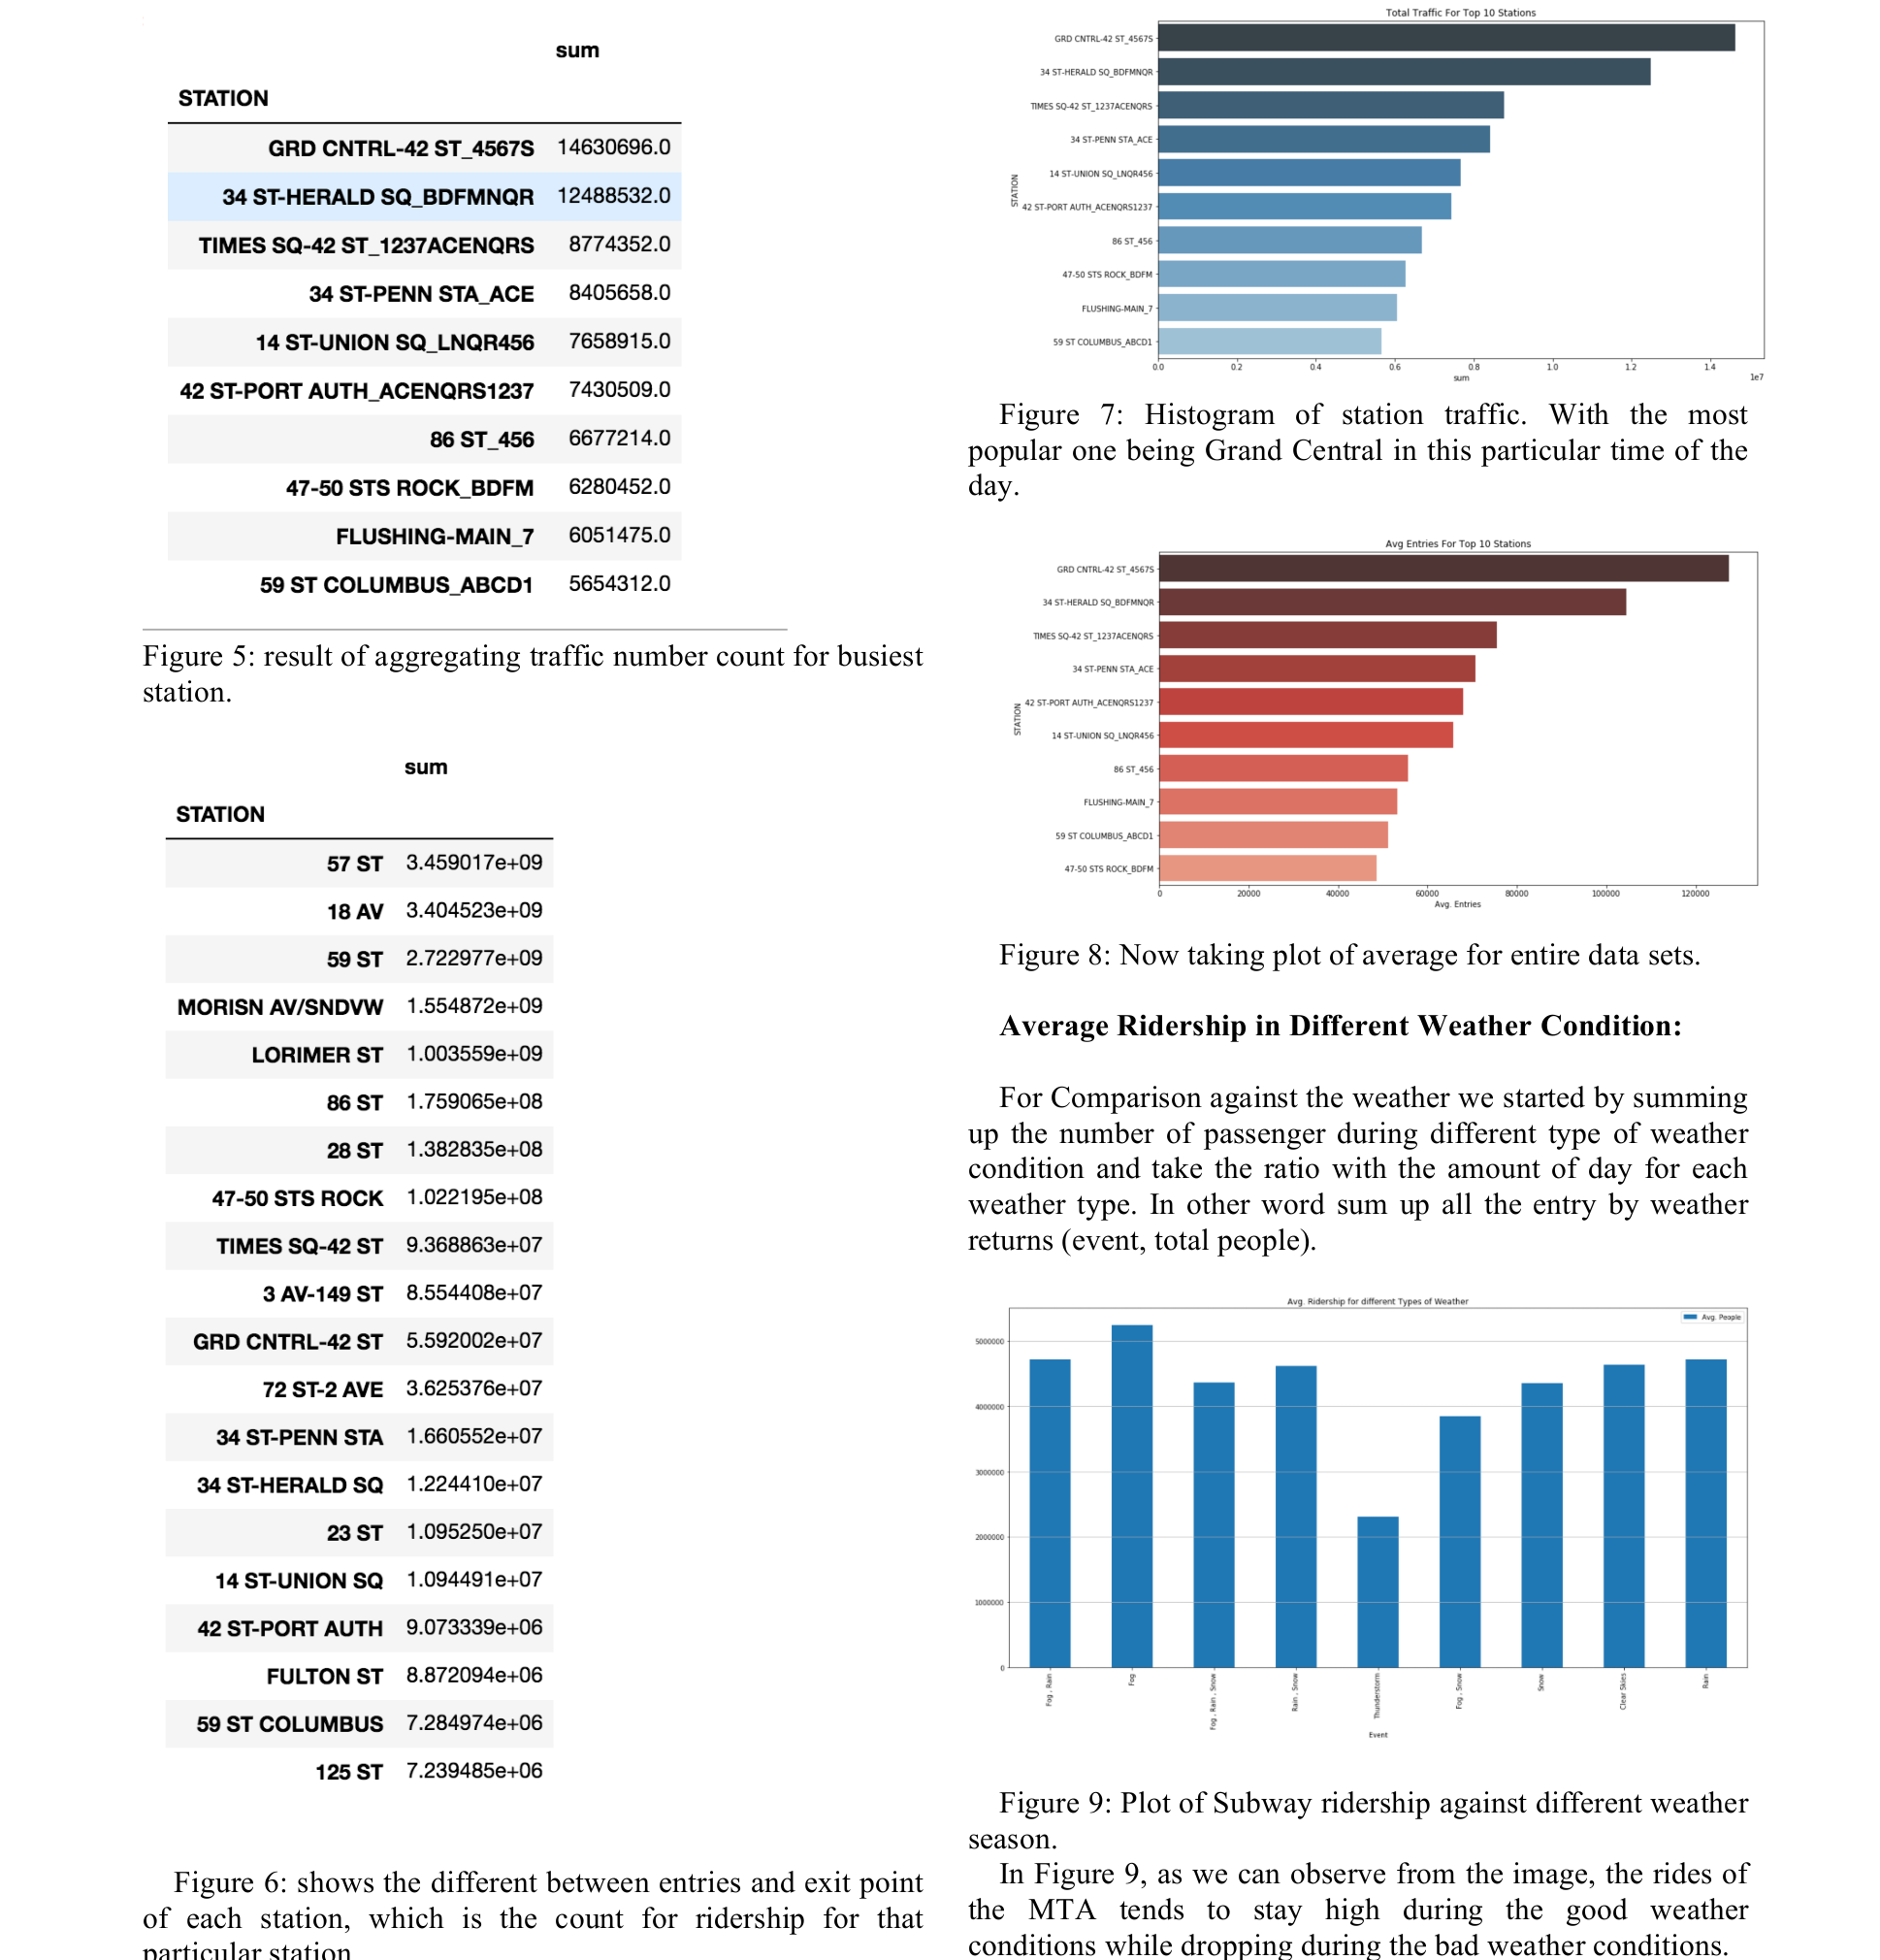 sum
STATION
GRD CNTRL-42 ST_4567S 14630696.0
34 ST-HERALD SQ_BDFMNQR 12488532.0
TIMES SQ-42 ST_1237ACENQRS 8774352.0
34 ST-PENN STA_ACE 8405658.0
14 ST-UNION SQ_LNQR456 7658915.0
42 ST-PORT AUTH_ACENQRS1237 7430509.0
86 ST_456 6677214.0
47-50 STS ROCK_BDFM 6280452.0
FLUSHING-MAIN_7 6051475.0
59 ST COLUMBUS_ABCD1 5654312.0
Figure 5: result of aggregating traffic number count for busiest
station.
sum
STATION
57 ST 3.459017e+09
18 AV 3.404523e+09
59 ST 2.722977e+09
MORISN AV/SNDVW 1.554872e+09
LORIMER ST 1.003559e+09
86 ST 1.759065e+08
28 ST 1.382835e+08
47-50 STS ROCK 1.022195e+08
TIMES SQ-42 ST 9.368863e+07
3 AV-149 ST 8.554408e+07
GRD CNTRL-42 ST 5.592002e+07
72 ST-2 AVE 3.625376e+07
34 ST-PENN STA 1.660552e+07
34 ST-HERALD SQ 1.224410e+07
23 ST 1.095250e+07
14 ST-UNION SQ 1.094491e+07
42 ST-PORT AUTH 9.073339e+06
FULTON ST 8.872094e+06
59 ST COLUMBUS 7.284974e+06
125 ST 7.239485e+06
Figure 6: shows the different between entries and exit point
of each station, which is the count for ridership for that
particular station
Total Traffic For Top 10 Stations
GRD CNTRL-42 ST_4567S
34 ST-HERALD SQ_BDFMNQR
TIMES SQ-42 ST_1237ACENQRS
34 ST-PENN STA_ACE
14 ST-UNION SQ_LNQR456
42 ST-PORT AUTH_ACENQRS1237
86 ST_456
47-50 STS ROCK_BDFM
FLUSHING-MAIN_7
59 ST COLUMBUS_ABCD1
STATION
0.0 0.2 0.4 0.6 0.8 1.0 1.2 1.4
sum
1e7
Figure 7: Histogram of station traffic. With the most
popular one being Grand Central in this particular time of the
day.
Avg Entries For Top 10 Stations
GRD CNTRL-42 ST_4567S
34 ST-HERALD SQ_BDFMNQR
TIMES SQ-42 ST_1237ACENQRS
34 ST-PENN STA_ACE
42 ST-PORT AUTH_ACENQRS1237
14 ST-UNION SQ_LNQR456
86 ST_456
FLUSHING-MAIN_7
59 ST COLUMBUS_ABCD1
47-50 STS ROCK_BDFM
STATION
0 20000 40000 60000 80000 100000 120000
Avg. Entries
Figure 8: Now taking plot of average for entire data sets.
Average Ridership in Different Weather Condition:
For Comparison against the weather we started by summing
up the number of passenger during different type of weather
condition and take the ratio with the amount of day for each
weather type. In other word sum up all the entry by weather
returns (event, total people).
Avg. Ridership for different Types of Weather
Avg. People
5000000
4000000
3000000
2000000
1000000
0
Fog , Rain
Fog
Fog , Rain , Snow
Rain , Snow
Thunderstorm
Fog , Snow
Snow
Clear Skies
Rain
Event
Figure 9: Plot of Subway ridership against different weather
season.
In Figure 9, as we can observe from the image, the rides of
the MTA tends to stay high during the good weather
conditions while dropping during the bad weather conditions.